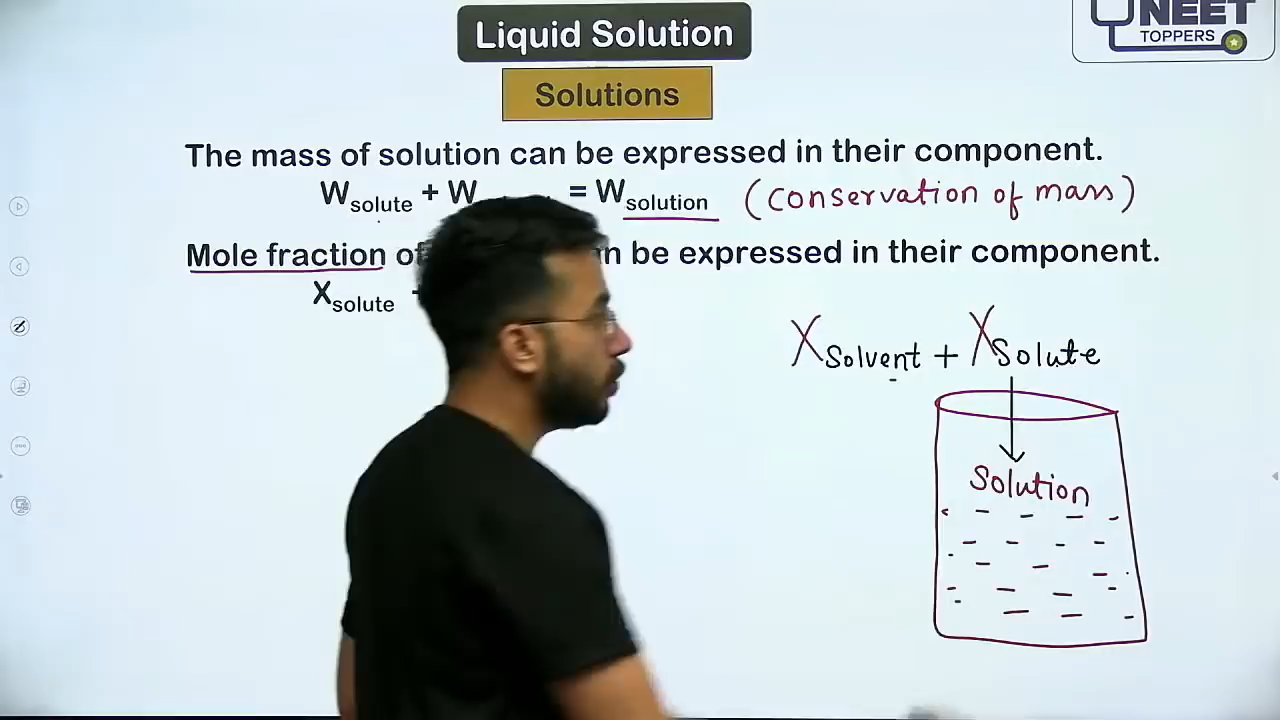 Liquid Solution
NEET
TOPPERS
Solutions
The mass of solution can be expressed in their component.
Wsolute + W = Wsolution (conservation of mass)
Mole fraction of be expressed in their component.
Xsolute
XSolvent + XSolute
Solution